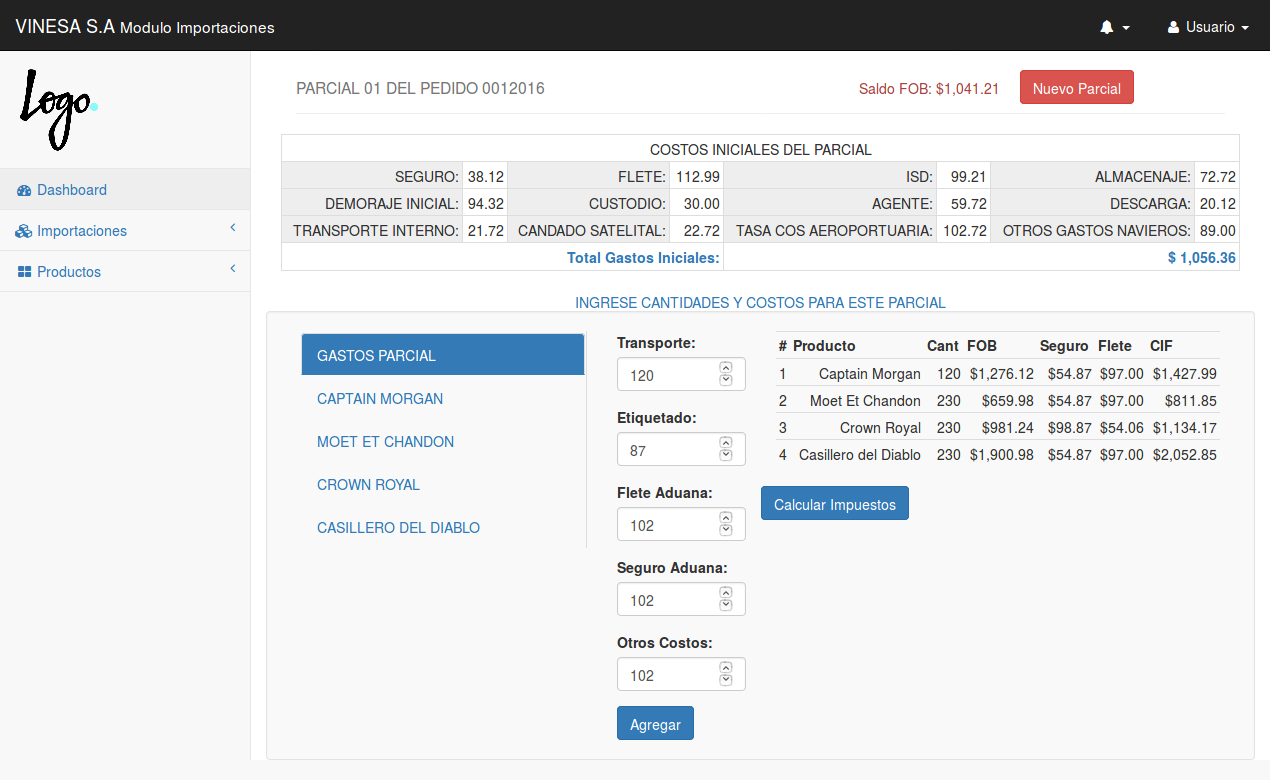 VINESA S.A Modulo Importaciones
Usuario
Logo.
Dashboard
Importaciones
Productos
PARCIAL 01 DEL PEDIDO 0012016
Saldo FOB: $1,041.21
Nuevo Parcial
COSTOS INICIALES DEL PARCIAL
SEGURO: 38.12 FLETE: 112.99 ISD: 99.21 ALMACENAJE: 72.72
DEMORAJE INICIAL: 94.32 CUSTODIO: 30.00 AGENTE: 59.72 DESCARGA: 20.12
TRANSPORTE INTERNO: 21.72 CANDADO SATELITAL: 22.72 TASA COS AEROPORTUARIA: 102.72 OTROS GASTOS NAVIEROS: 89.00
Total Gastos Iniciales: $ 1,056.36
INGRESE CANTIDADES Y COSTOS PARA ESTE PARCIAL
GASTOS PARCIAL
CAPTAIN MORGAN
MOET ET CHANDON
CROWN ROYAL
CASILLERO DEL DIABLO
Transporte:
120
Etiquetado:
87
Flete Aduana:
102
Seguro Aduana:
102
Otros Costos:
102
Agregar
# Producto Cant FOB Seguro Flete CIF
1 Captain Morgan 120 $1,276.12 $54.87 $97.00 $1,427.99
2 Moet Et Chandon 230 $659.98 $54.87 $97.00 $811.85
3 Crown Royal 230 $981.24 $98.87 $54.06 $1,134.17
4 Casillero del Diablo 230 $1,900.98 $54.87 $97.00 $2,052.85
Calcular Impuestos